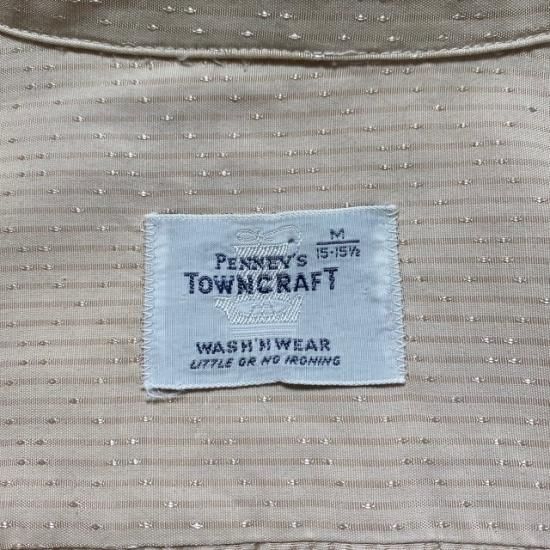 M
15-15½
PENNEY'S
TOWNCRAFT
WASH'N WEAR
LITTLE OR NO IRONING